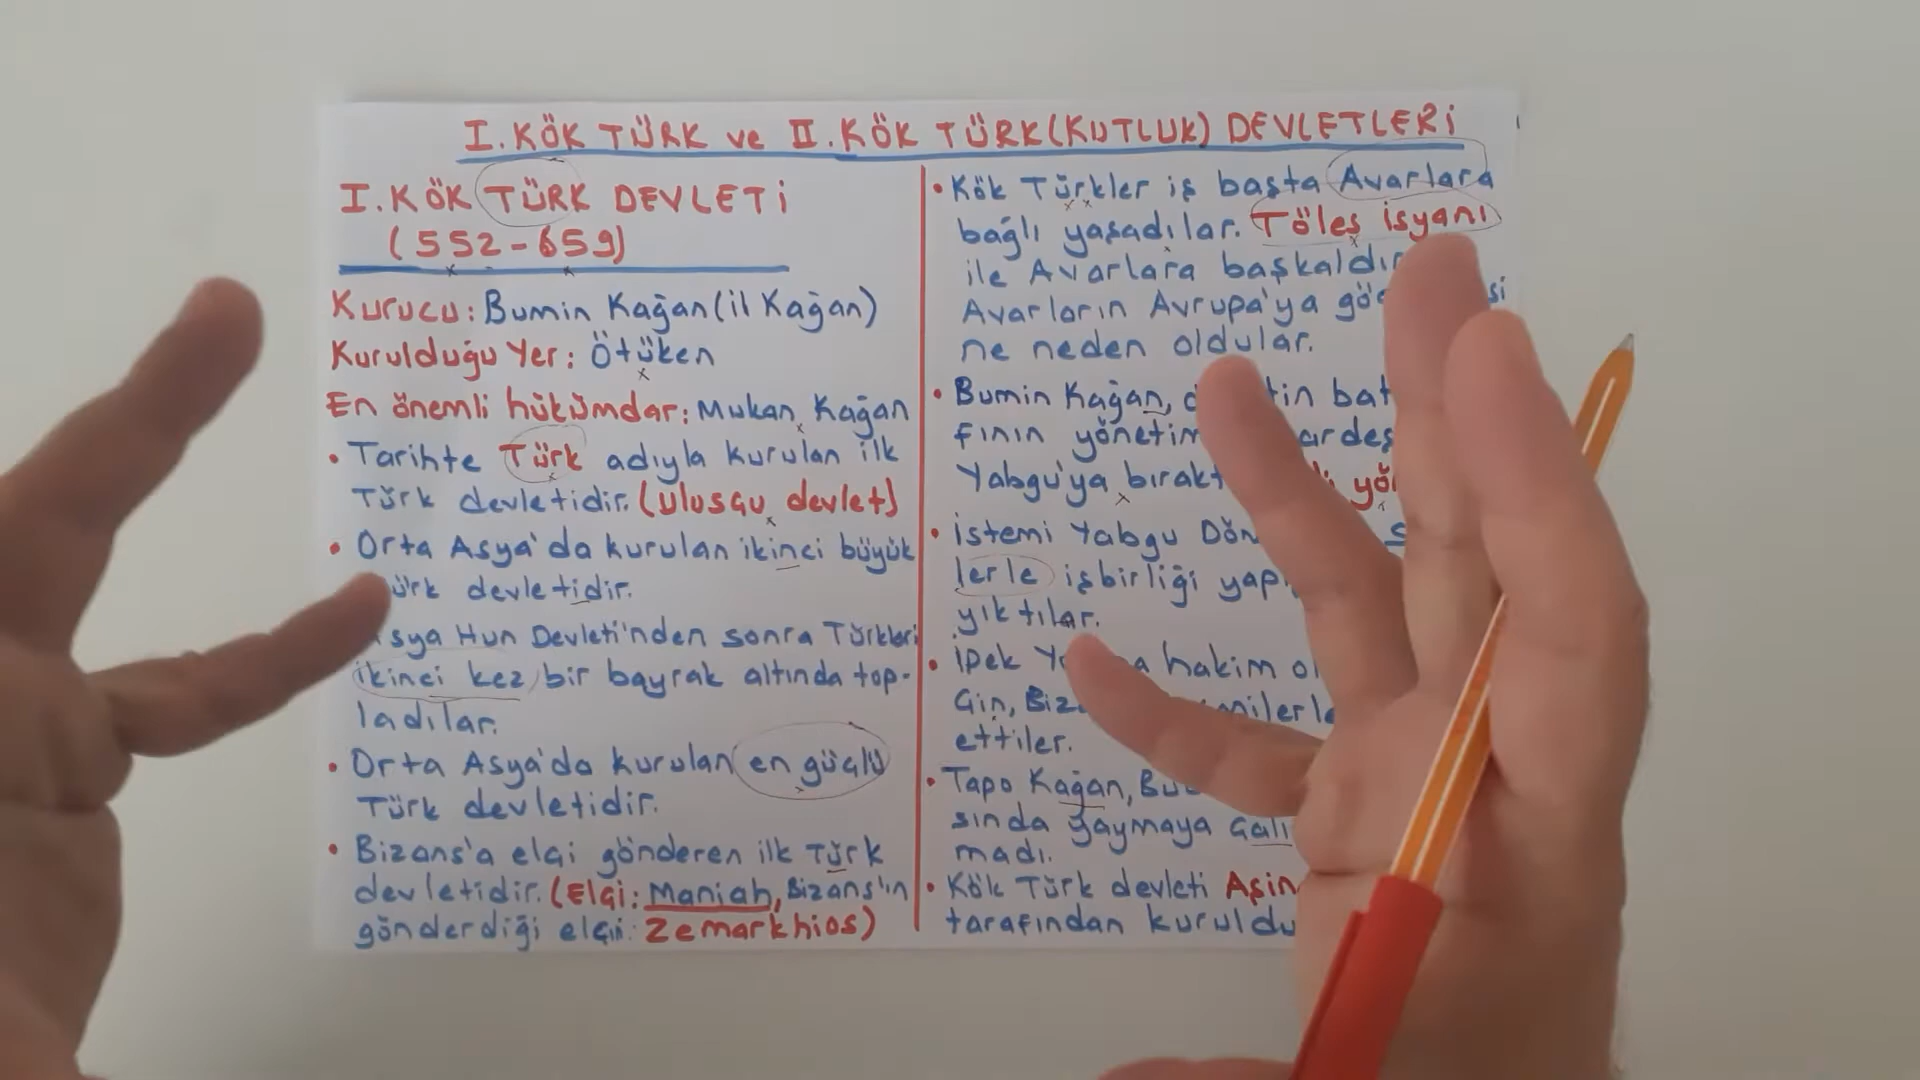 I. KÖK TÜRK ve II. KÖK TÜRK (KUTLUK) DEVLETLERİ
I. KÖK TÜRK DEVLETİ
(552-659)
Kurucu: Bumin Kağan (il Kağan)
Kurulduğu Yer: Ötüken
En önemli hükümdar: Mukan Kağan
• Tarihte Türk adıyla kurulan ilk
Türk devletidir. (Ulusçu devlet)
• Orta Asya'da kurulan ikinci büyük
devletidir.
Hun Devleti'nden sonra Türkleri
ikinci kez bir bayrak altında top-
ladılar.
• Orta Asya'da kurulan en güçlü
Türk devletidir.
• Bizans'a elçi gönderen ilk Türk
devletidir. (Elçi: Maniah, Bizans'ın
gönderdiği elçi: Zemarkhios)
• Kök Türkler iş başta Avarlara
bağlı yaşadılar. Töleş isyanı
ile Avarlara
Avarların Avrupa'ya
ne neden oldular.
• Bumin Kağan,
fının
Yabgu'ya
• İstemi Yabgu
lerle işbirliği
yıktılar.
• İpek hakim
Çin,
ettiler.
• Tapo Kağan,
sında yaymaya
madı.
• Kök Türk devleti
tarafından